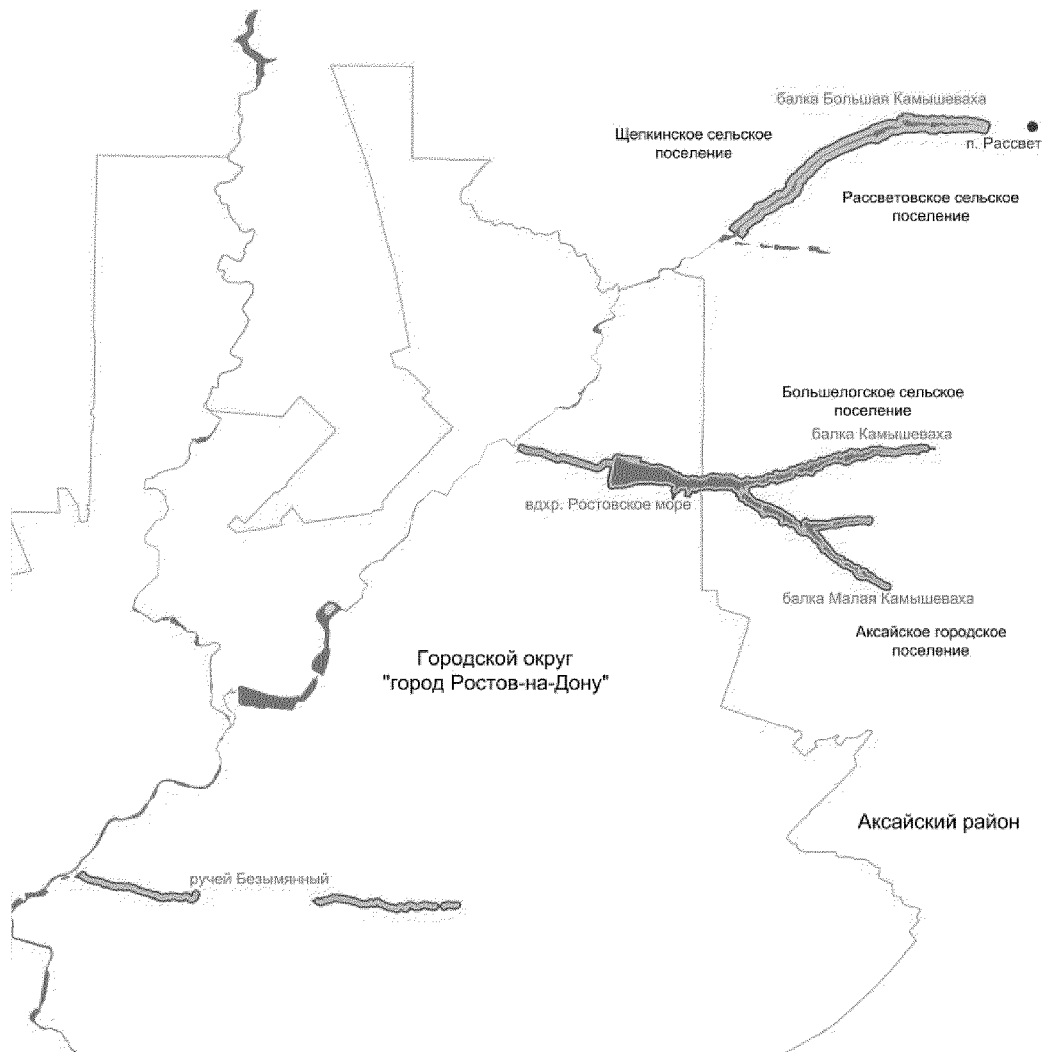 балка Большая Камышеваха
Щепкинское сельское
поселение
п. Рассвет
Рассветовское сельское
поселение
Большелогское сельское
поселение
балка Камышеваха
вдхр. Ростовское море
балка Малая Камышеваха
Аксайское городское
поселение
Городской округ
"город Ростов-на-Дону"
Аксайский район
ручей Безымянный